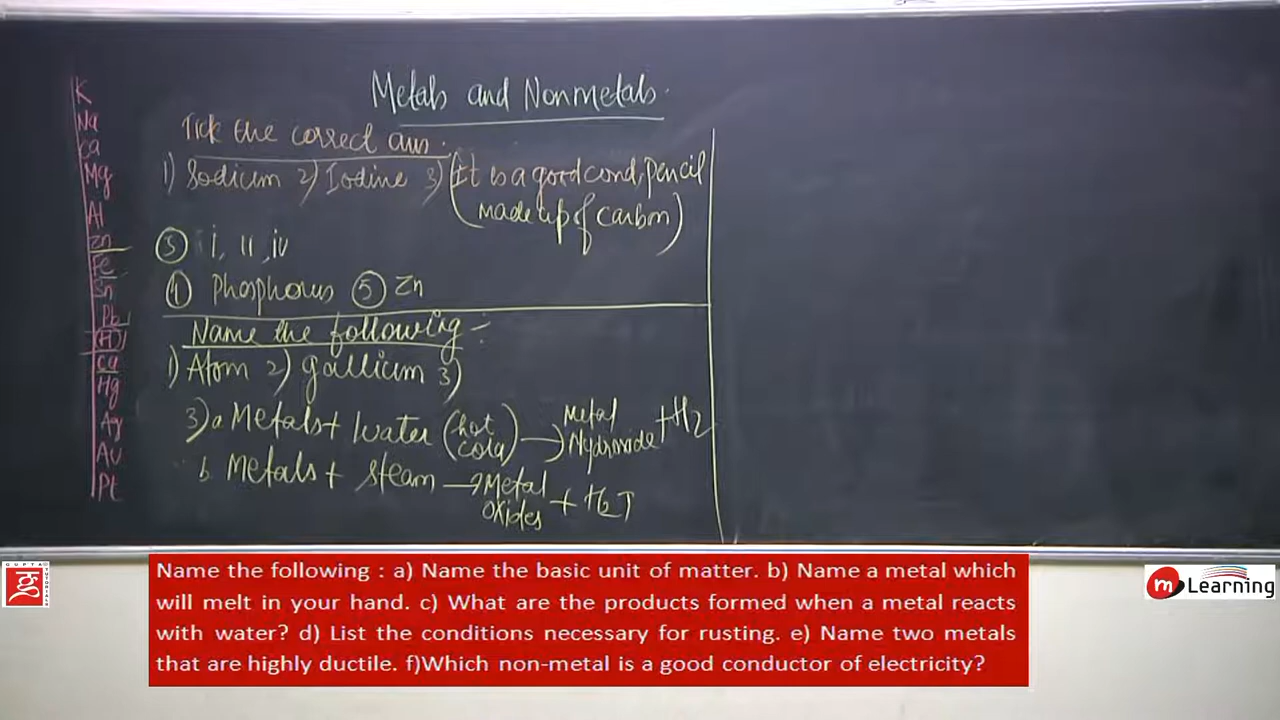 Metals and Nonmetals.
K
Na
Ca
Mg
Al
Zn
Fe
Sn
Pb
(H)
Cu
Hg
Ag
Au
Pt
Tick the correct ans.
1) Sodium 2) Iodine 3) (It is a good cond, pencil
made up of carbon)
③ i, ii, iv
④ Phosphorus ⑤ Zn
Name the following :-
1) Atom 2) gallium 3)
3) a Metals + water (hot cold) → Metal Hydroxide + H2
b Metals + steam → Metal oxides + H2↑
Name the following : a) Name the basic unit of matter. b) Name a metal which
will melt in your hand. c) What are the products formed when a metal reacts
with water? d) List the conditions necessary for rusting. e) Name two metals
that are highly ductile. f)Which non-metal is a good conductor of electricity?
GUPTA
TUTORIALS
m Learning